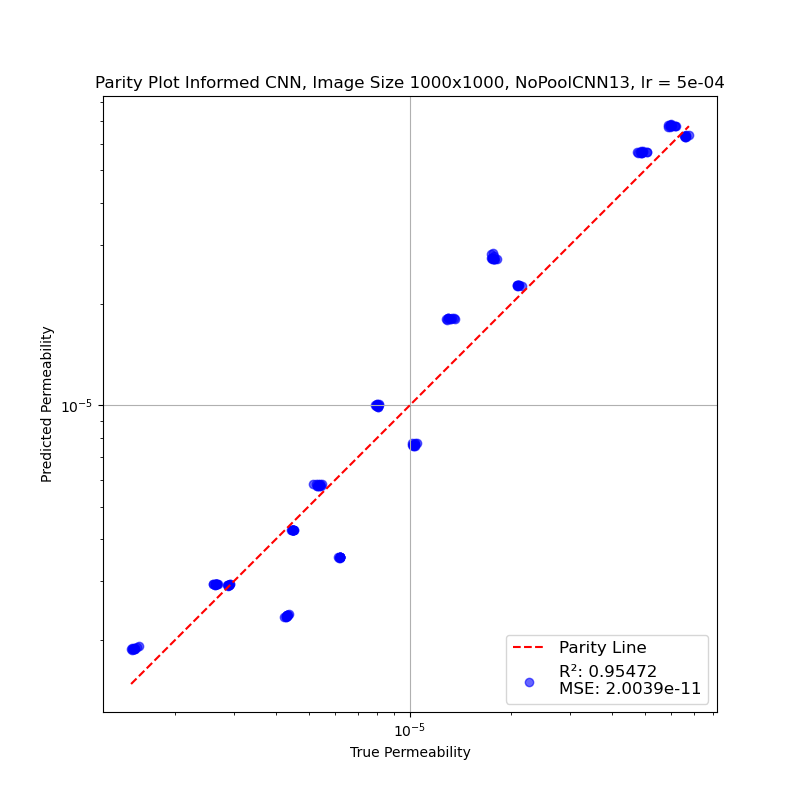 Parity Plot Informed CNN, Image Size 1000x1000, NoPoolCNN13, lr = 5e-04
Predicted Permeability
10⁻⁵
Parity Line
R²: 0.95472
MSE: 2.0039e-11
10⁻⁵
True Permeability